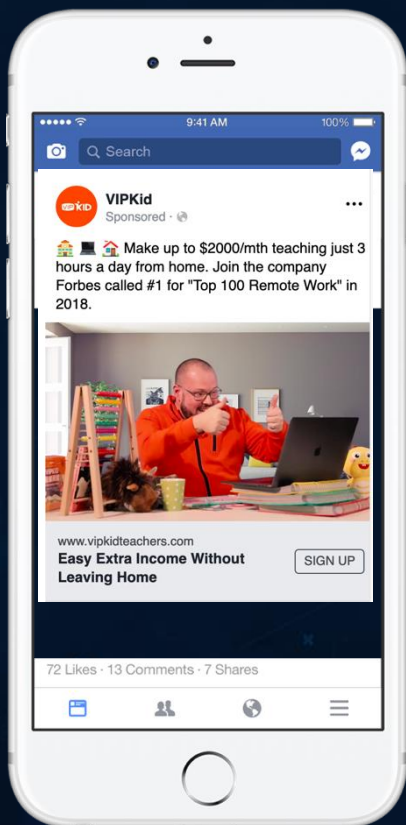 9:41 AM
100%
Search
VIPKID
VIPKid
Sponsored ·
Make up to $2000/mth teaching just 3
hours a day from home. Join the company
Forbes called #1 for "Top 100 Remote Work" in
2018.
www.vipkidteachers.com
Easy Extra Income Without
Leaving Home
SIGN UP
72 Likes · 13 Comments · 7 Shares